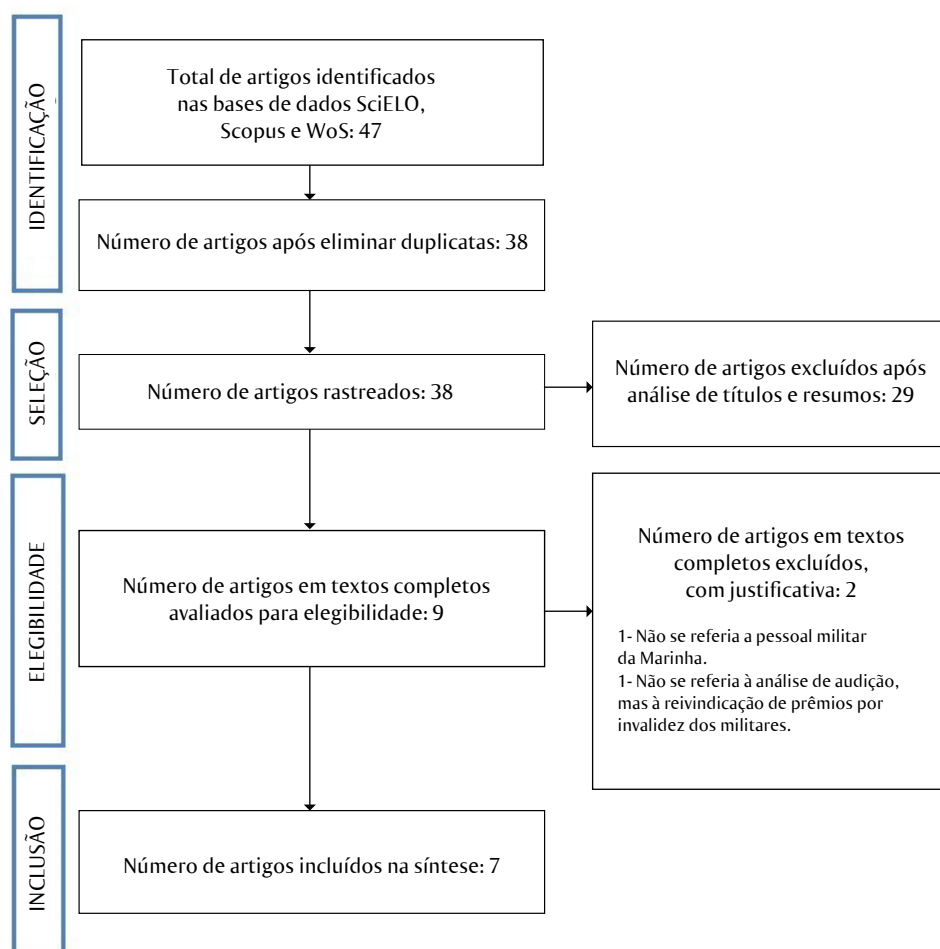 IDENTIFICAÇÃO
Total de artigos identificados
nas bases de dados SciELO,
Scopus e WoS: 47
Número de artigos após eliminar duplicatas: 38
SELEÇÃO
Número de artigos rastreados: 38
Número de artigos excluídos após
análise de títulos e resumos: 29
ELEGIBILIDADE
Número de artigos em textos completos
avaliados para elegibilidade: 9
Número de artigos em textos
completos excluídos,
com justificativa: 2
1- Não se referia a pessoal militar
da Marinha.
1- Não se referia à análise de audição,
mas à reivindicação de prêmios por
invalidez dos militares.
INCLUSÃO
Número de artigos incluídos na síntese: 7